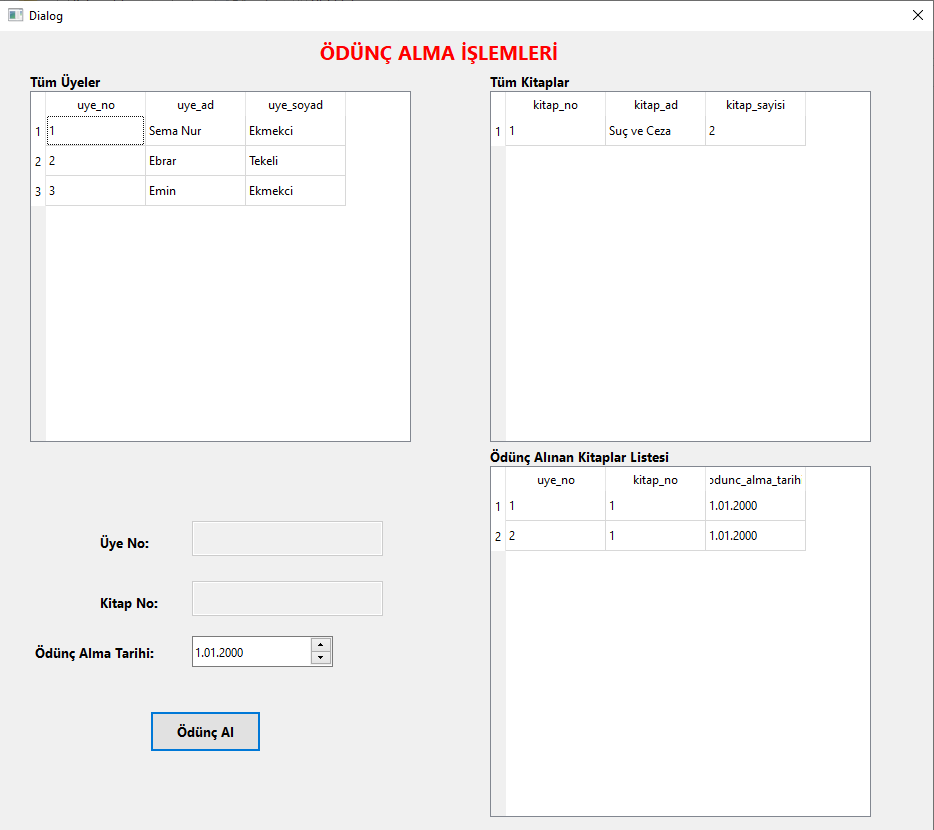 Dialog
ÖDÜNÇ ALMA İŞLEMLERİ
Tüm Üyeler
uye_no uye_ad uye_soyad
1 1 Sema Nur Ekmekci
2 2 Ebrar Tekeli
3 3 Emin Ekmekci
Tüm Kitaplar
kitap_no kitap_ad kitap_sayisi
1 1 Suç ve Ceza 2
Üye No:
Kitap No:
Ödünç Alma Tarihi: 1.01.2000
Ödünç Al
Ödünç Alınan Kitaplar Listesi
uye_no kitap_no odunc_alma_tarih
1 1 1 1.01.2000
2 2 1 1.01.2000